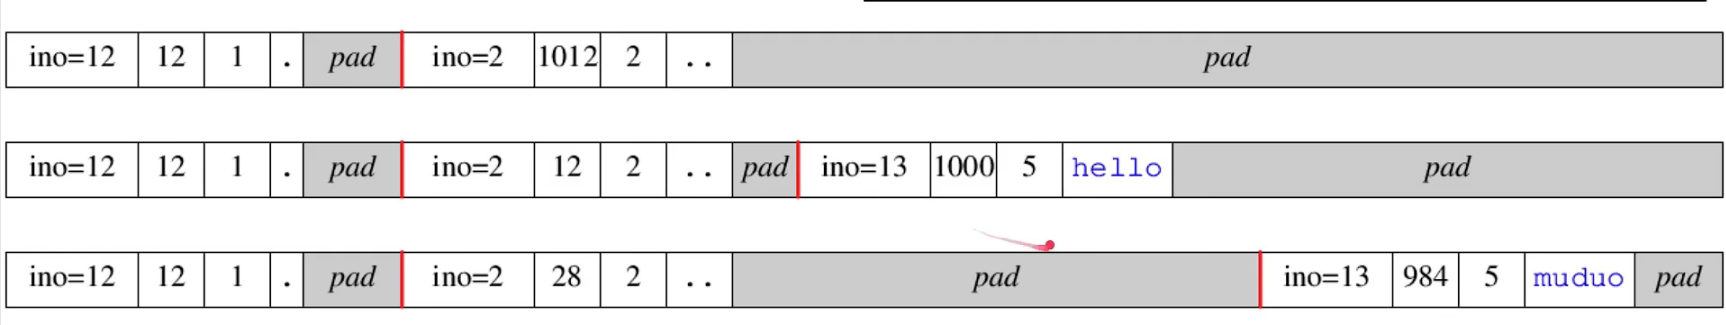 ino=12 12 1 . pad ino=2 1012 2 .. pad
ino=12 12 1 . pad ino=2 12 2 .. pad ino=13 1000 5 hello pad
ino=12 12 1 . pad ino=2 28 2 .. pad ino=13 984 5 muduo pad